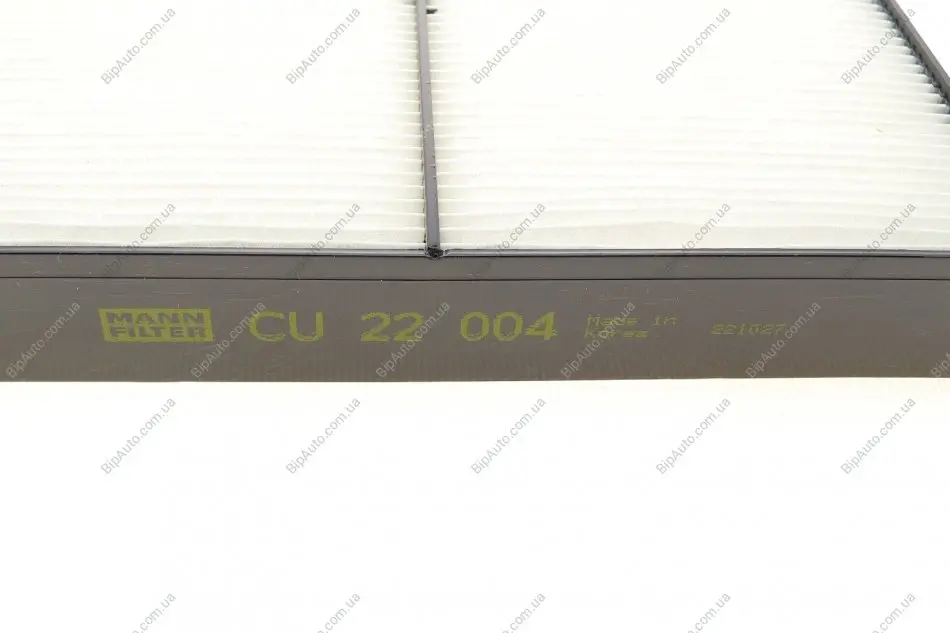 MANN
FILTER
CU 22 004
Made in
Korea
221027
BipAuto.com.ua